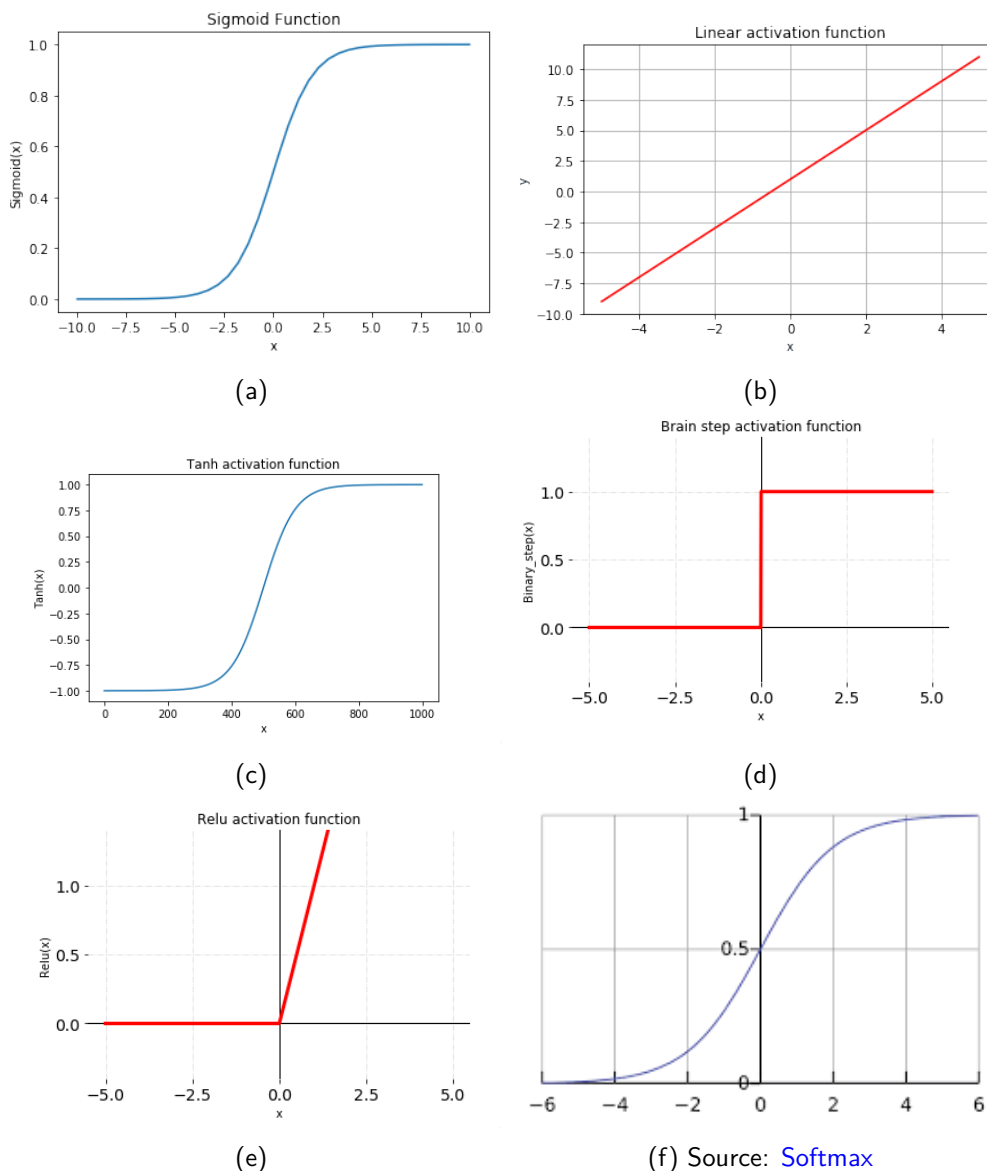 Sigmoid Function
1.0
0.8
0.6
0.4
0.2
0.0
Sigmoid(x)
−10.0 −7.5 −5.0 −2.5 0.0 2.5 5.0 7.5 10.0
x
(a)
Linear activation function
10.0
7.5
5.0
2.5
0.0
−2.5
−5.0
−7.5
−10.0
y
−4 −2 0 2 4
x
(b)
Tanh activation function
1.00
0.75
0.50
0.25
0.00
−0.25
−0.50
−0.75
−1.00
Tanh(x)
0 200 400 600 800 1000
x
(c)
Brain step activation function
1.0
0.5
0.0
Binary_step(x)
−5.0 −2.5 0.0 2.5 5.0
x
(d)
Relu activation function
1.0
0.5
0.0
Relu(x)
−5.0 −2.5 0.0 2.5 5.0
x
(e)
1
0.5
0
−6 −4 −2 0 2 4 6
(f) Source: Softmax